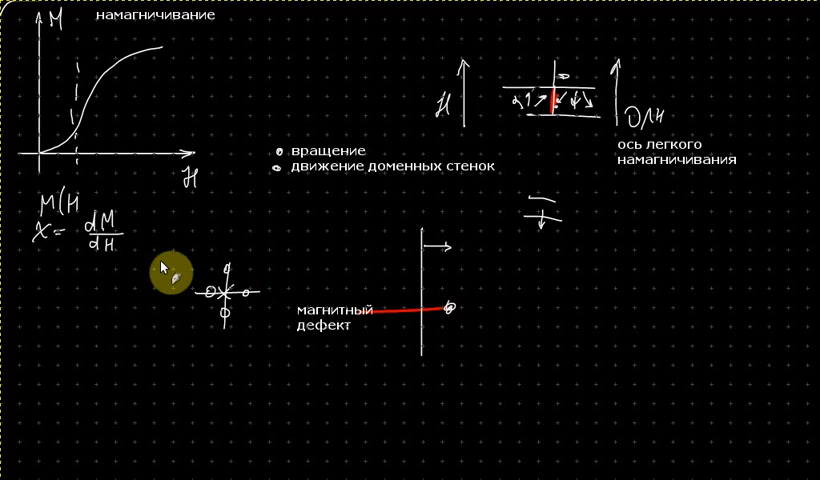 намагничивание
M
H
вращение
движение доменных стенок
H
ОЛН
ось легкого
намагничивания
M(H
χ = dM
dH
магнитный
дефект